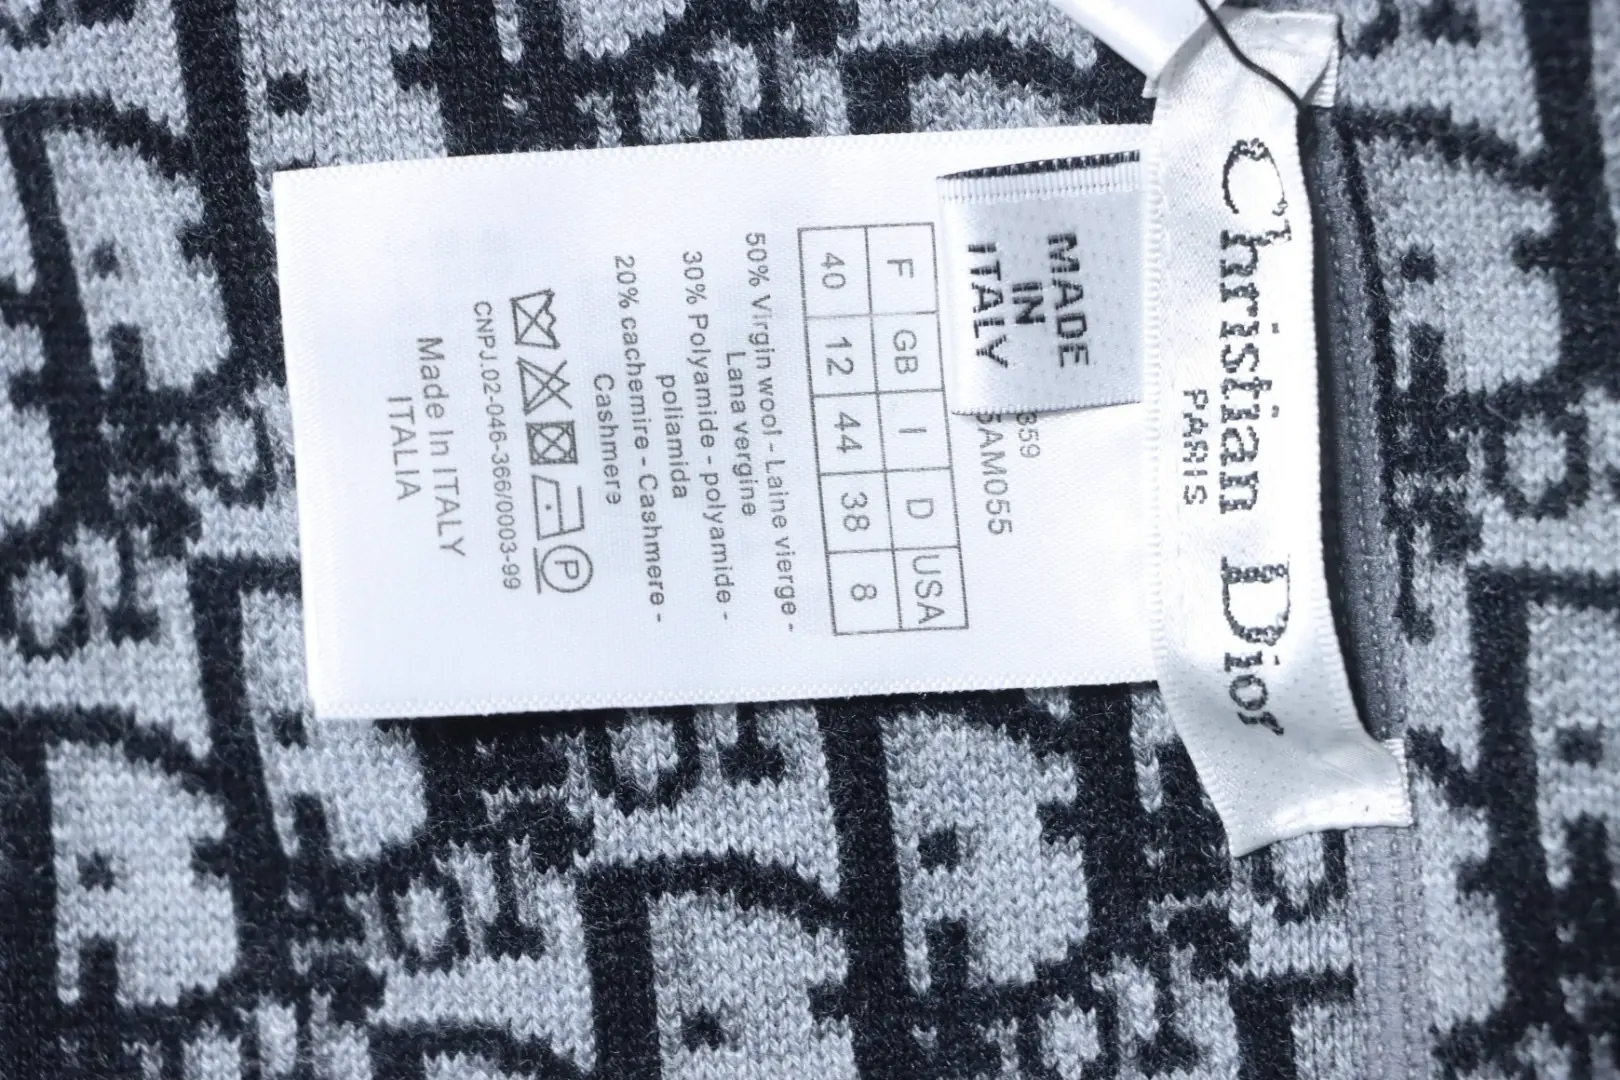 Christian Dior
PARIS
MADE
IN
ITALY
359
5AM055
F GB I D USA
40 12 44 38 8
50% Virgin wool - Laine vierge -
Lana vergine
30% Polyamide - polyamide -
poliamida
20% cachemire - Cashmere -
Cashmere
P
CNPJ.02-046-366/0003-99
Made In ITALY
ITALIA